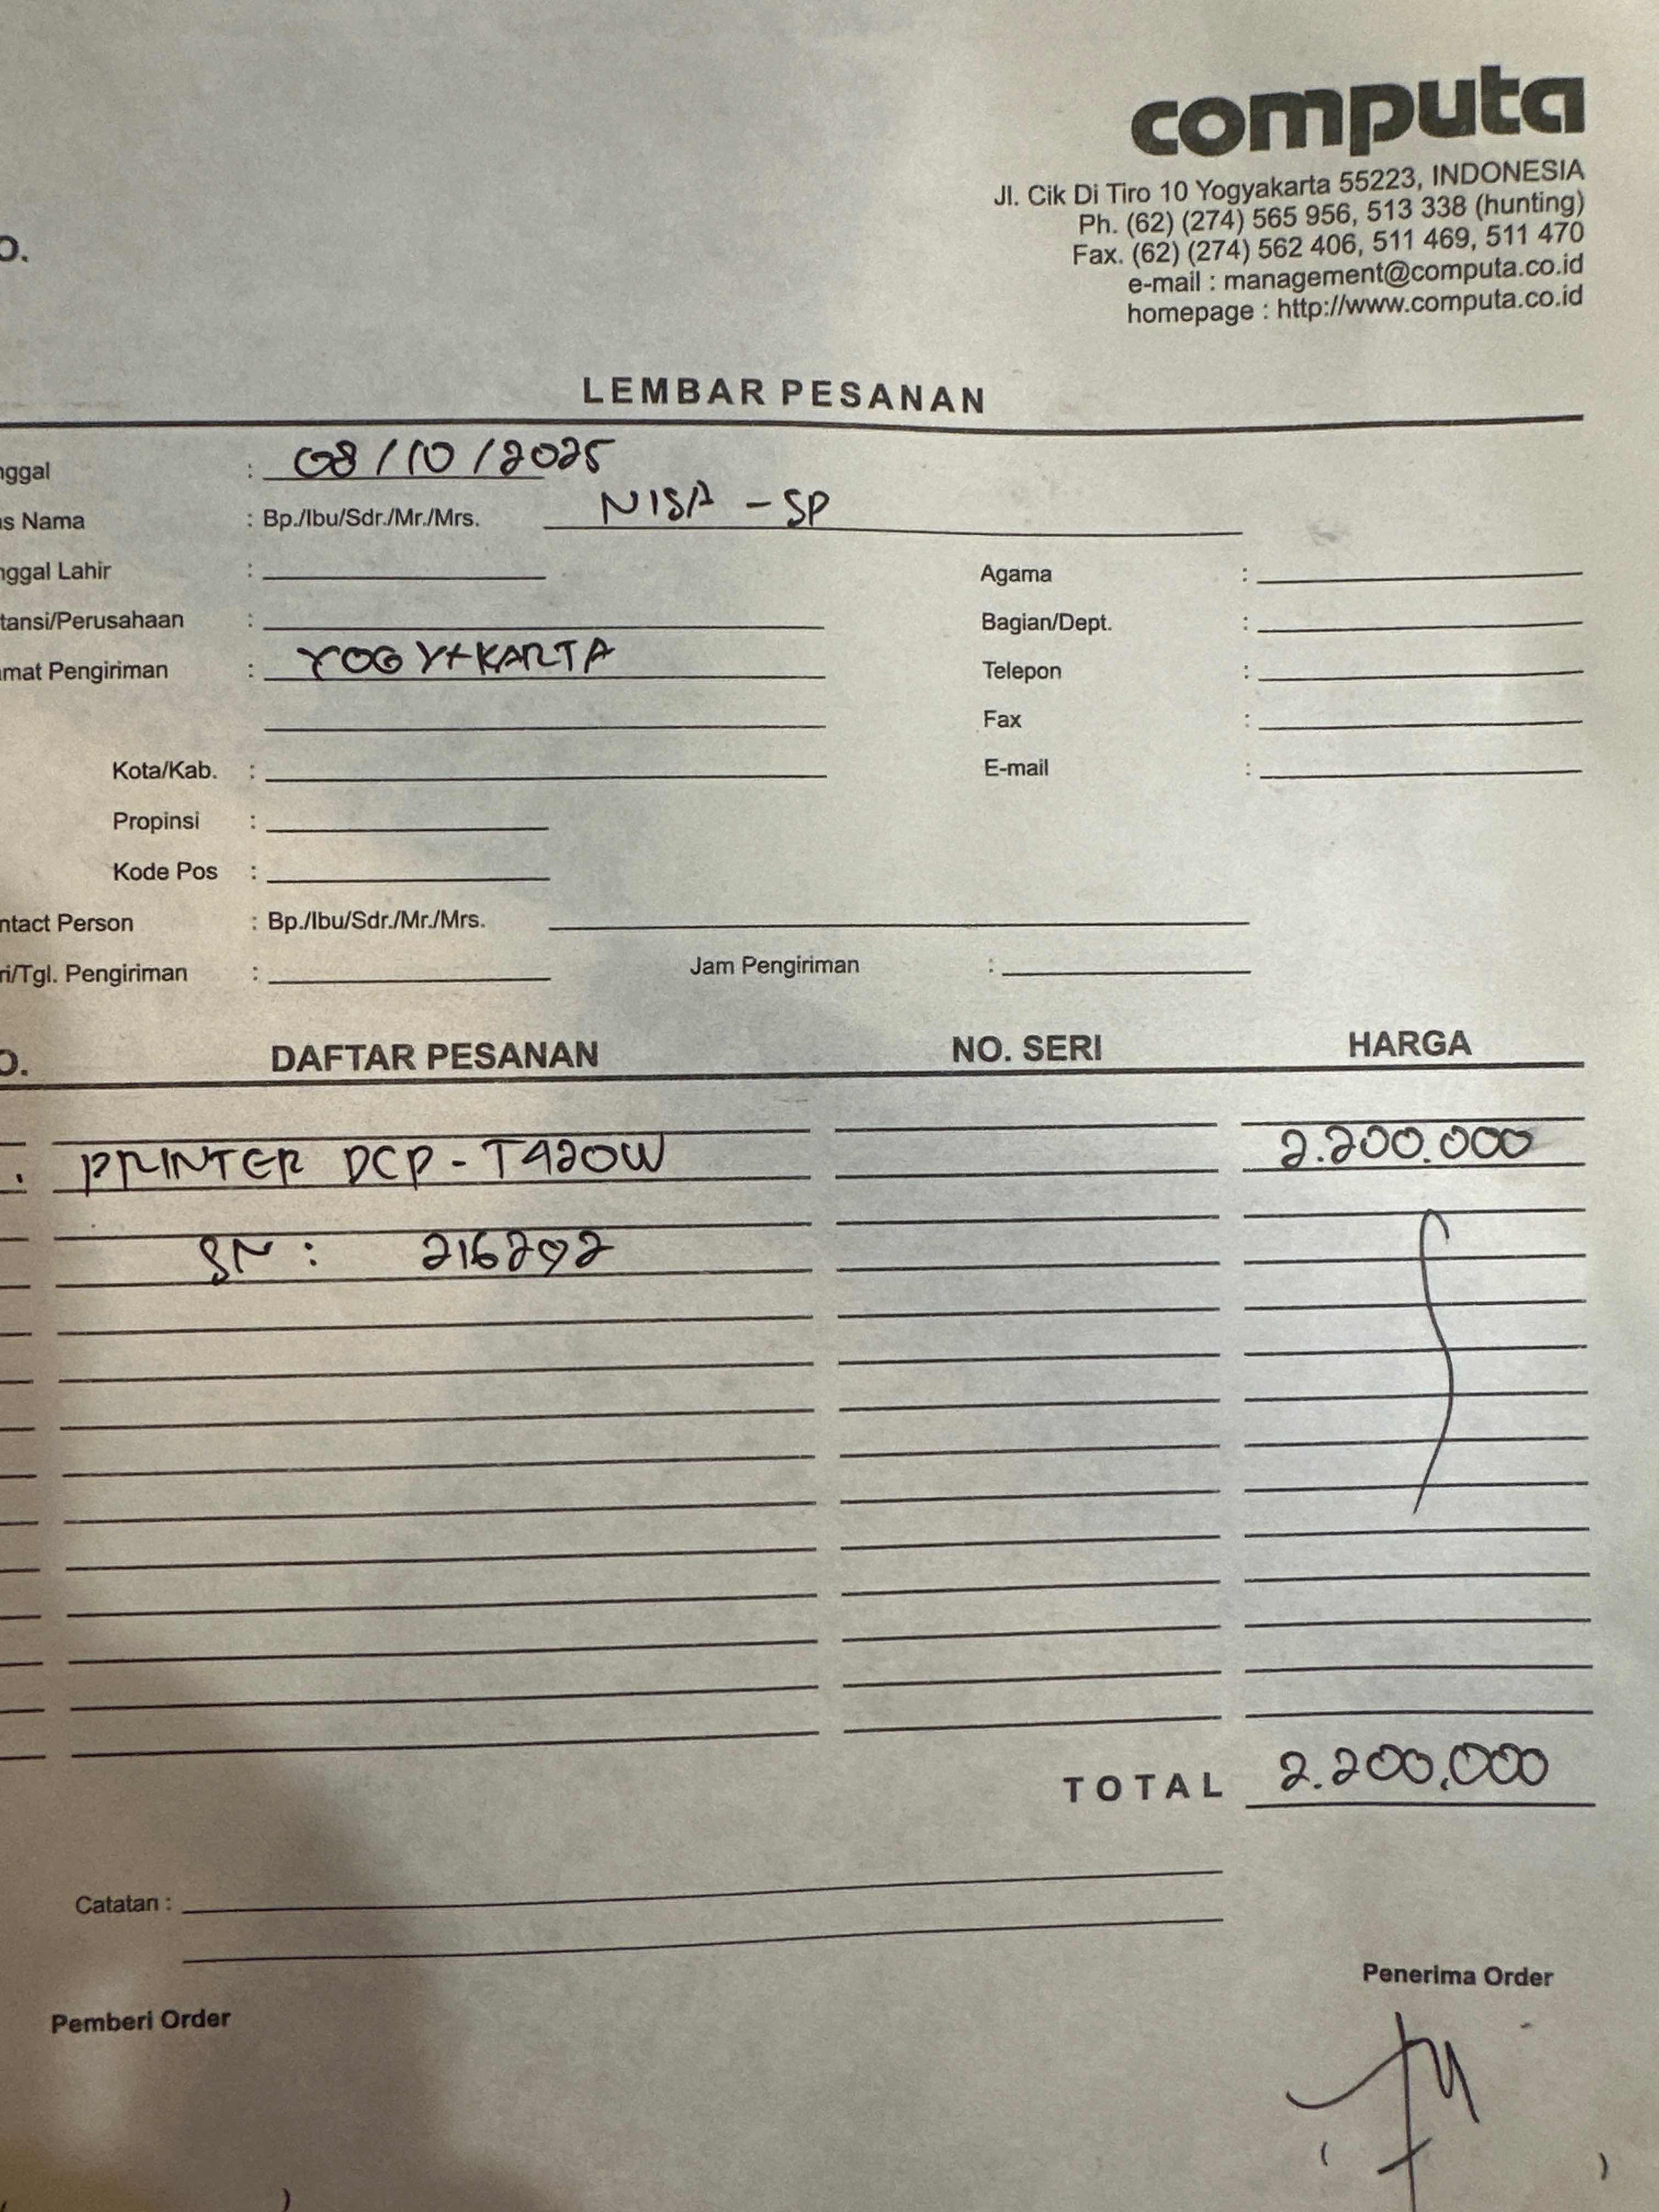 computa
Jl. Cik Di Tiro 10 Yogyakarta 55223, INDONESIA
Ph. (62) (274) 565 956, 513 338 (hunting)
Fax. (62) (274) 562 406, 511 469, 511 470
e-mail : management@computa.co.id
homepage : http://www.computa.co.id
O.
LEMBAR PESANAN
nggal : 08/10/2025
s Nama : Bp./Ibu/Sdr./Mr./Mrs. NISA - SP
nggal Lahir : Agama :
tansi/Perusahaan : Bagian/Dept. :
mat Pengiriman : YOGYAKARTA Telepon :
Fax :
Kota/Kab. : E-mail :
Propinsi :
Kode Pos :
ntact Person : Bp./Ibu/Sdr./Mr./Mrs.
ri/Tgl. Pengiriman : Jam Pengiriman :
O. DAFTAR PESANAN NO. SERI HARGA
. PRINTER DCP - T420W 2.200.000
SN : 216292
TOTAL 2.200.000
Catatan :
Penerima Order
Pemberi Order
( )
)